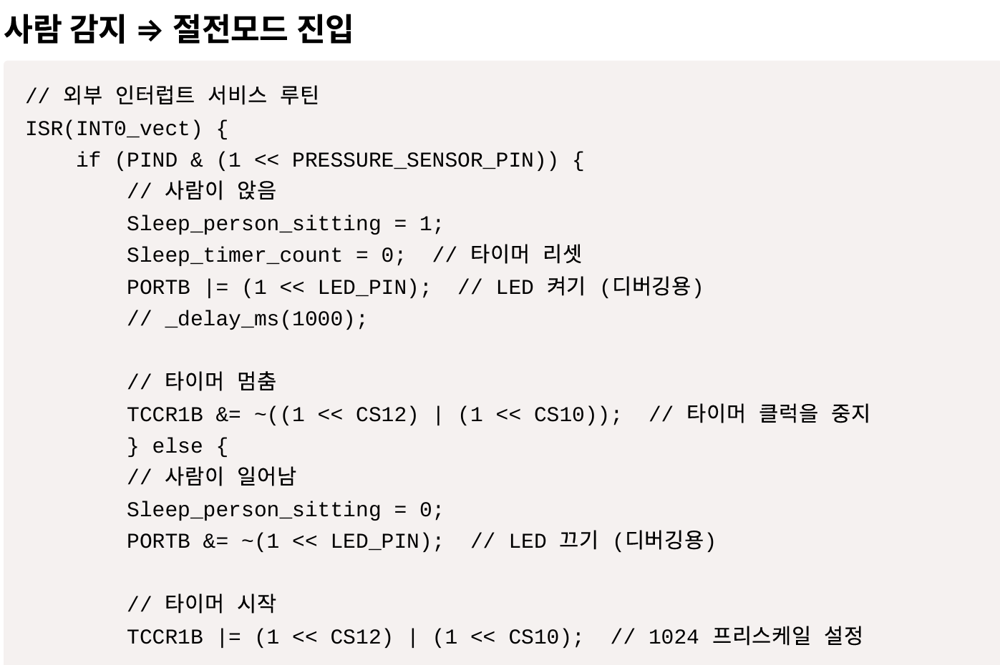 사람 감지 ⇒ 절전모드 진입
// 외부 인터럽트 서비스 루틴
ISR(INT0_vect) {
    if (PIND & (1 << PRESSURE_SENSOR_PIN)) {
        // 사람이 앉음
        Sleep_person_sitting = 1;
        Sleep_timer_count = 0;  // 타이머 리셋
        PORTB |= (1 << LED_PIN);  // LED 켜기 (디버깅용)
        // _delay_ms(1000);
        // 타이머 멈춤
        TCCR1B &= ~((1 << CS12) | (1 << CS10));  // 타이머 클럭을 중지
        } else {
        // 사람이 일어남
        Sleep_person_sitting = 0;
        PORTB &= ~(1 << LED_PIN);  // LED 끄기 (디버깅용)
        // 타이머 시작
        TCCR1B |= (1 << CS12) | (1 << CS10);  // 1024 프리스케일 설정